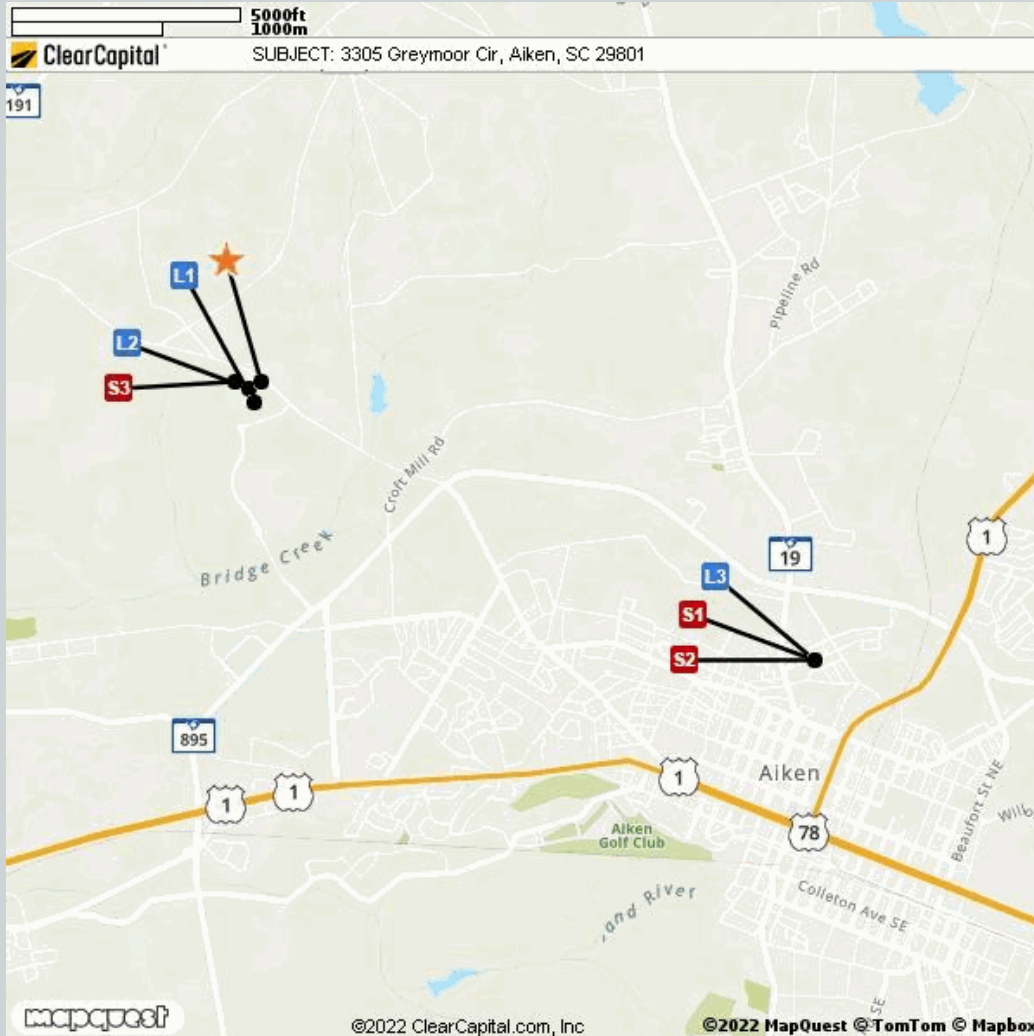 5000ft
1000m
ClearCapital
SUBJECT: 3305 Greymoor Cir, Aiken, SC 29801
191
Pipeline Rd
L1
L2
S3
Croft Mill Rd
1
Bridge Creek
19
L3
S1
S2
895
1
1
1
Aiken
78
Beaufort St NE
Wilb
Aiken
Golf Club
Colleton Ave SE
and River
SE
mapquest
©2022 ClearCapital.com, Inc
©2022 MapQuest © TomTom © Mapbox